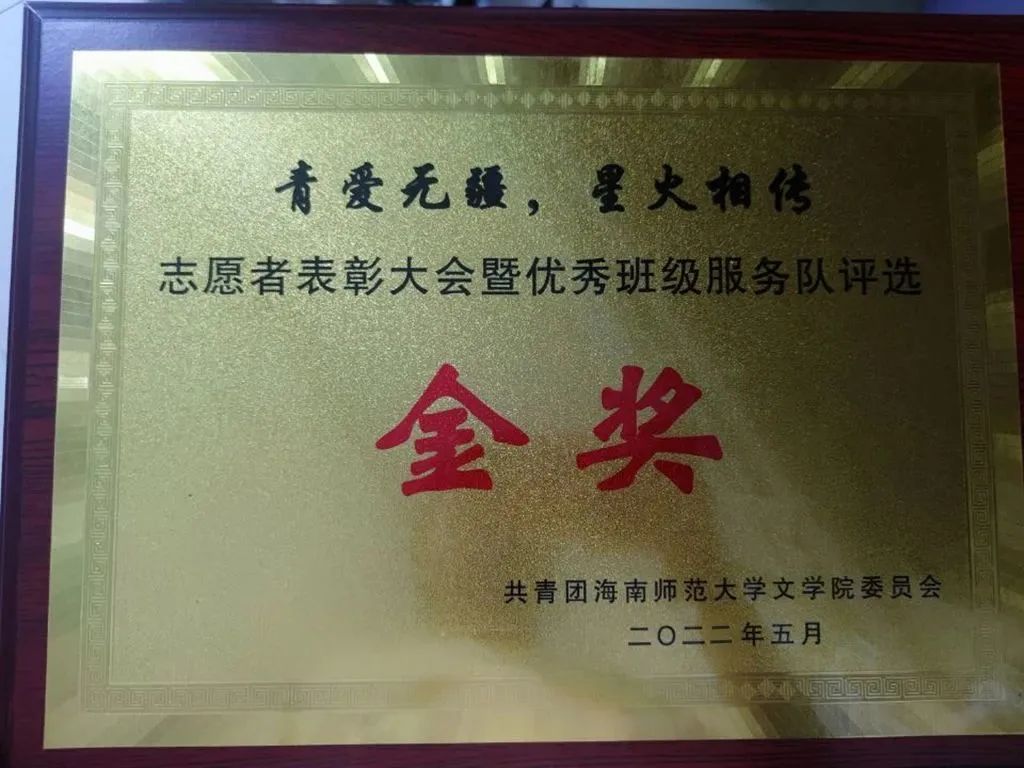 青爱无疆，星火相传
志愿者表彰大会暨优秀班级服务队评选
金奖
共青团海南师范大学文学院委员会
二〇二二年五月